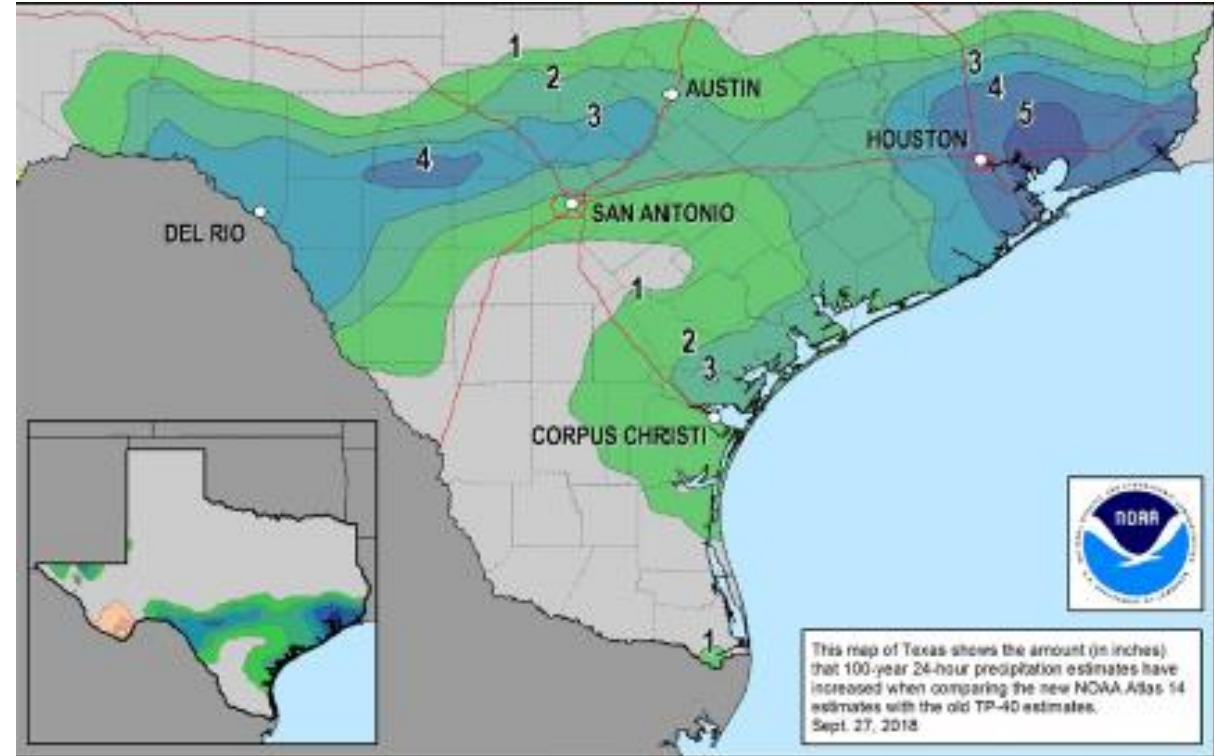 1
2
3
AUSTIN
3
4
5
4
HOUSTON
SAN ANTONIO
DEL RIO
1
2
3
CORPUS CHRISTI
1
NOAA
This map of Texas shows the amount (in inches)
that 100-year 24-hour precipitation estimates have
increased when comparing the new NOAA Atlas 14
estimates with the old TP-40 estimates.
Sept. 27, 2018